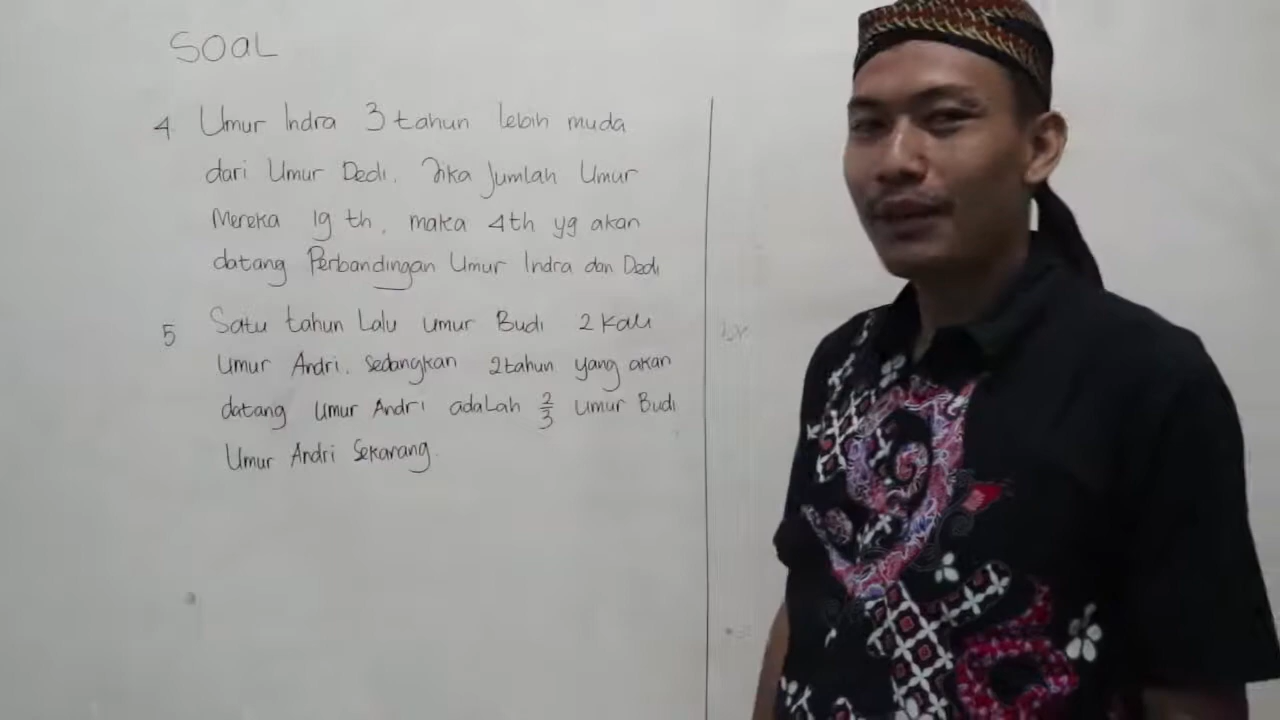 SOAL
4 Umur Indra 3 tahun lebih muda
dari Umur Dedi. Jika Jumlah Umur
Mereka 19 th, maka 4th yg akan
datang Perbandingan Umur Indra dan Dedi
5 Satu tahun Lalu umur Budi 2 kali
Umur Andri. Sedangkan 2 tahun yang akan
datang umur Andri adalah 2/3 Umur Budi
Umur Andri Sekarang.